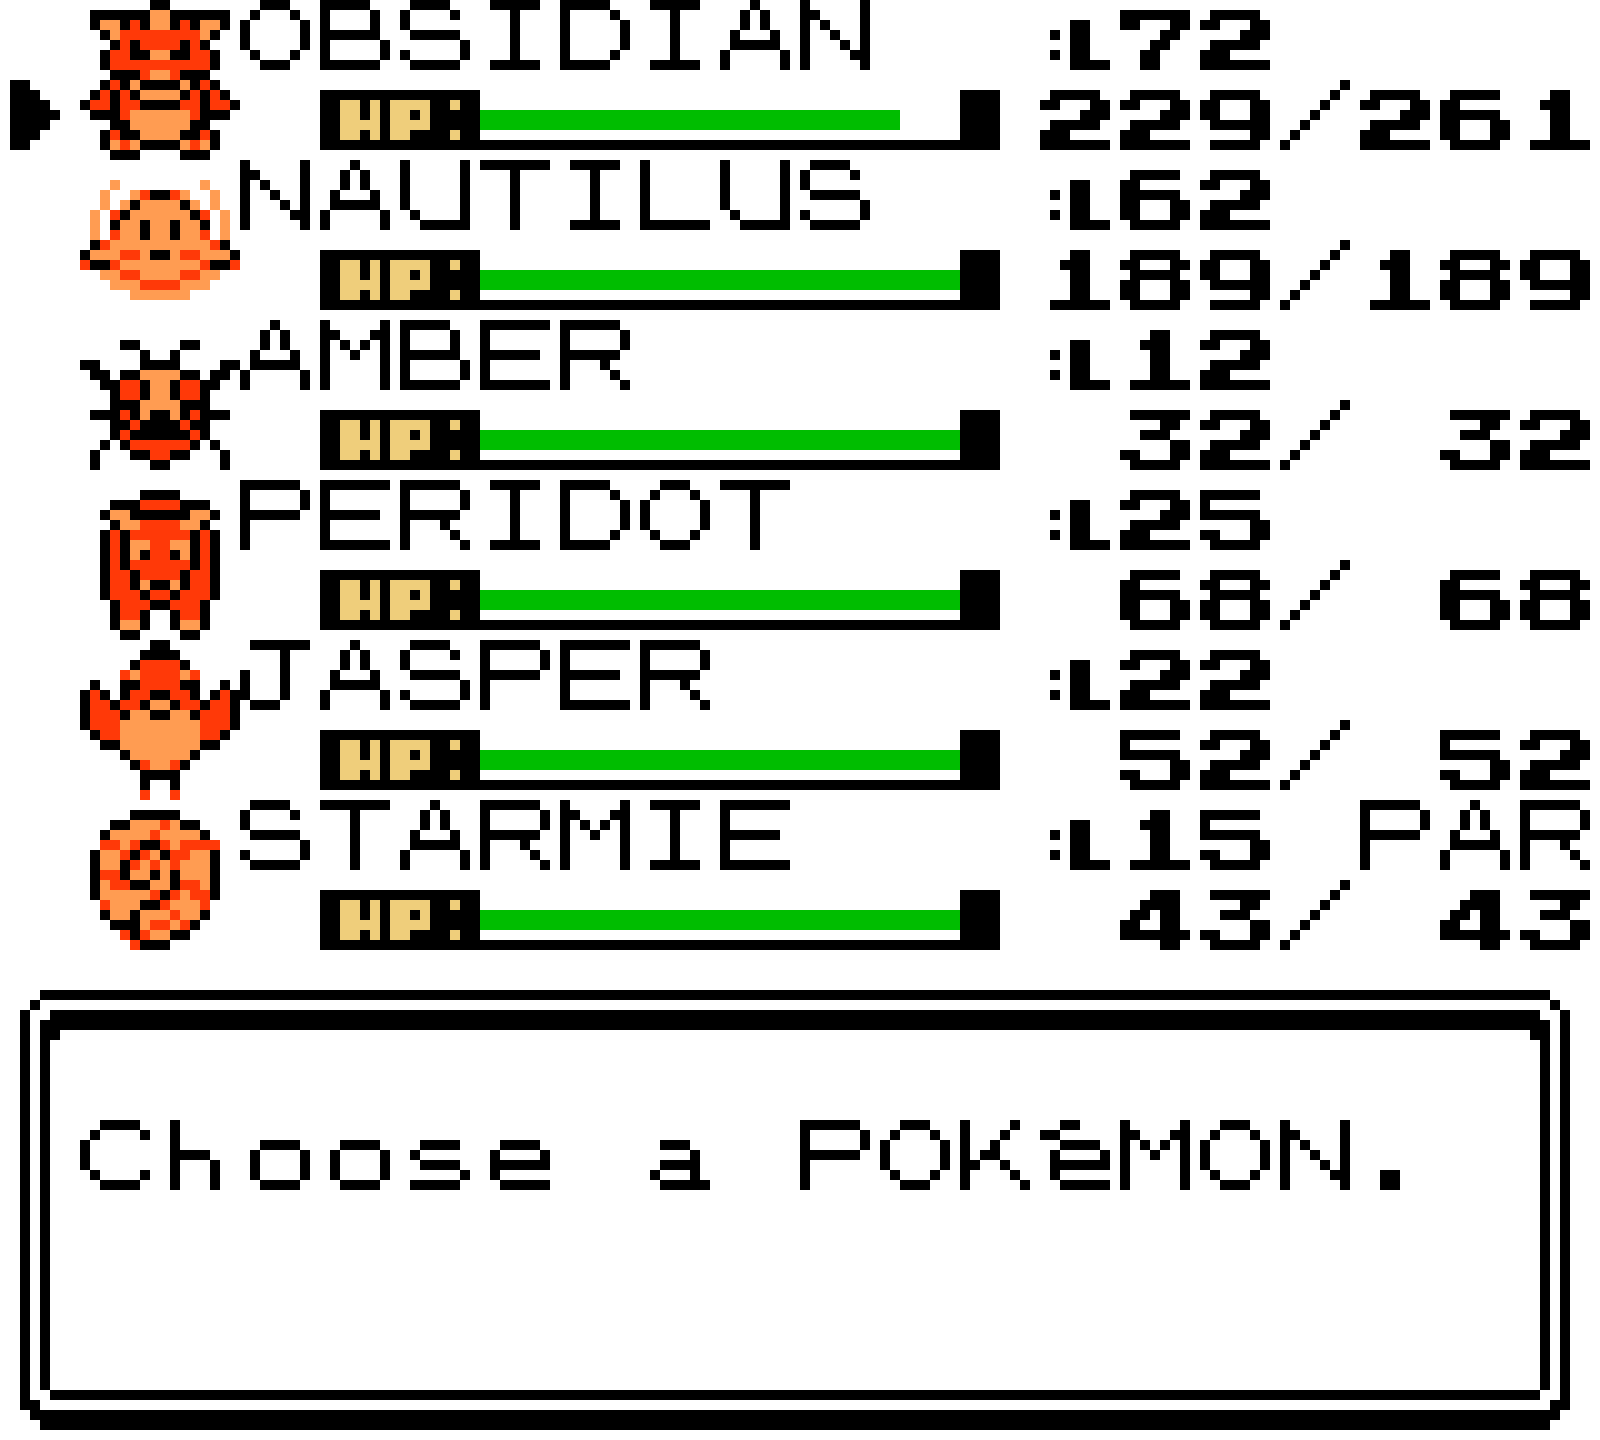 OBSIDIAN :L72
HP: 229/261
NAUTILUS :L62
HP: 189/189
AMBER :L12
HP: 32/ 32
PERIDOT :L25
HP: 68/ 68
JASPER :L22
HP: 52/ 52
STARMIE :L15 PAR
HP: 43/ 43
Choose a POKéMON.